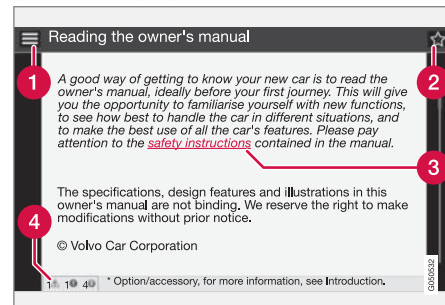 Reading the owner's manual
1
2
A good way of getting to know your new car is to read the
owner's manual, ideally before your first journey. This will give
you the opportunity to familiarise yourself with new functions,
to see how best to handle the car in different situations, and
to make the best use of all the car's features. Please pay
attention to the safety instructions contained in the manual.
3
The specifications, design features and illustrations in this
owner's manual are not binding. We reserve the right to make
modifications without prior notice.
4
© Volvo Car Corporation
1 1 4 * Option/accessory, for more information, see Introduction.
G050532